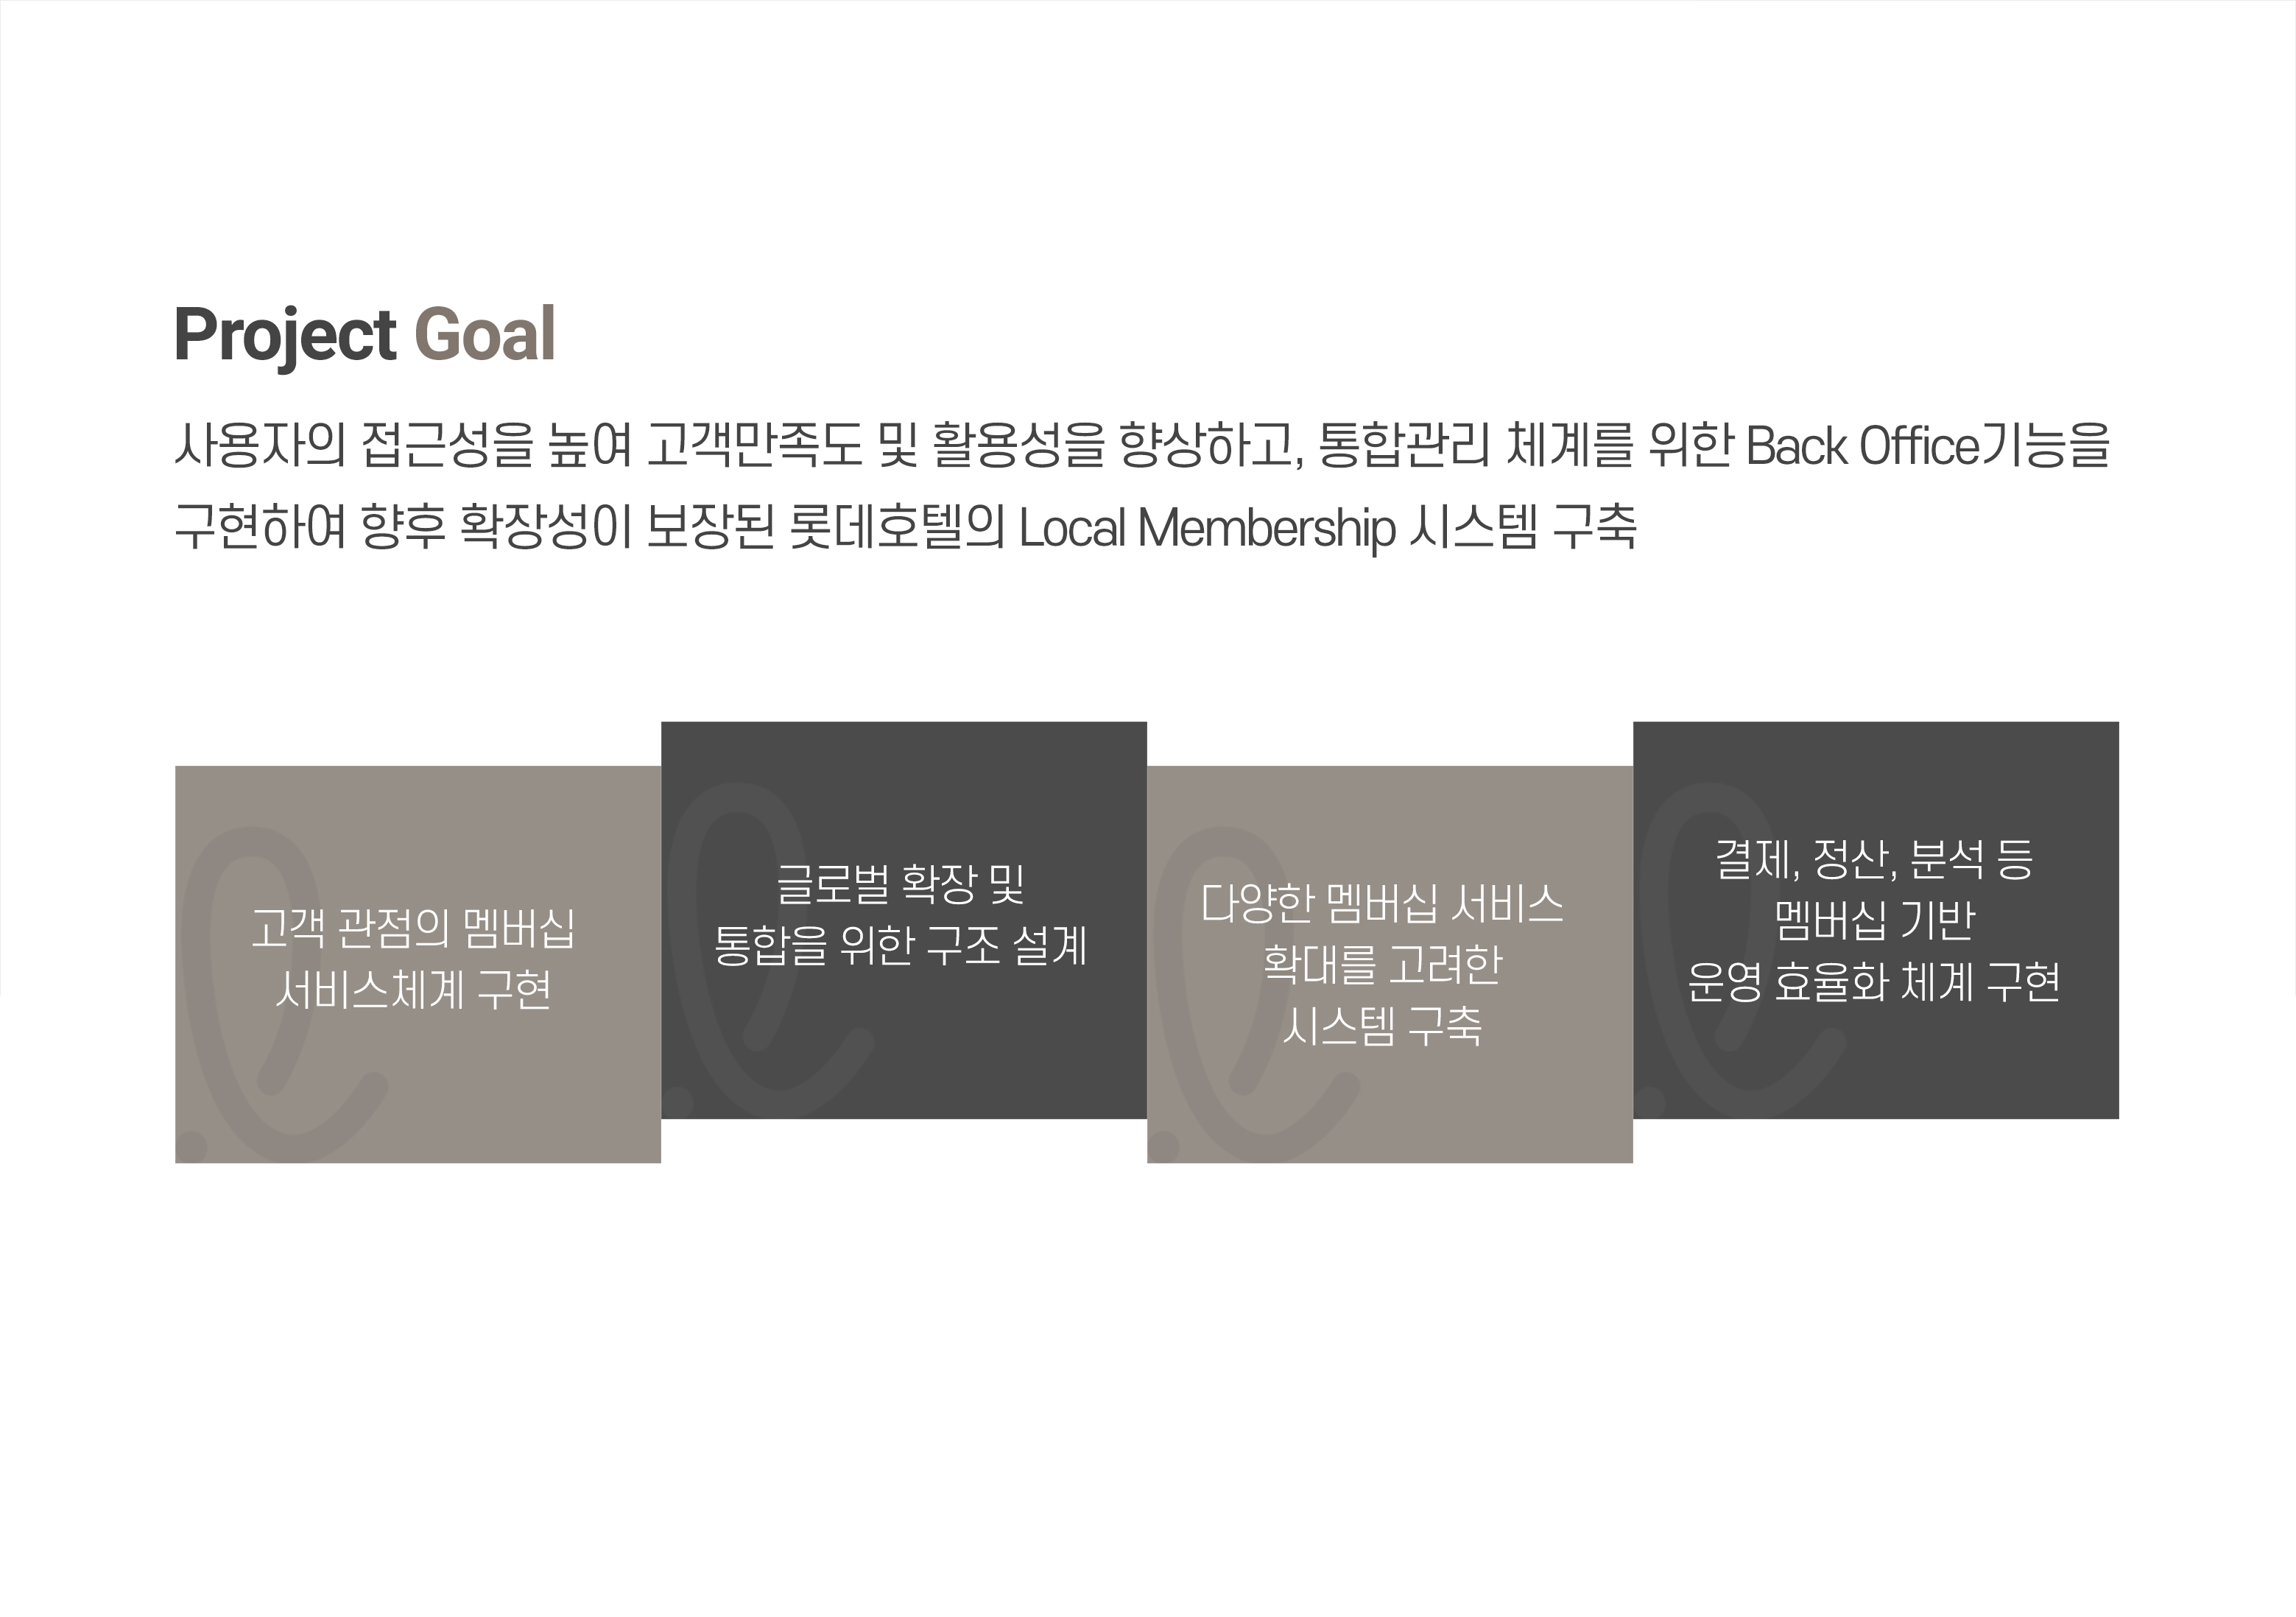 Project Goal
사용자의 접근성을 높여 고객만족도 및 활용성을 향상하고, 통합관리 체계를 위한 Back Office기능을
구현하여 향후 확장성이 보장된 롯데호텔의 Local Membership 시스템 구축
고객 관점의 멤버십
서비스체계 구현
글로벌 확장 및
통합을 위한 구조 설계
다양한 멤버십 서비스
확대를 고려한
시스템 구축
결제, 정산, 분석 등
멤버십 기반
운영 효율화 체계 구현